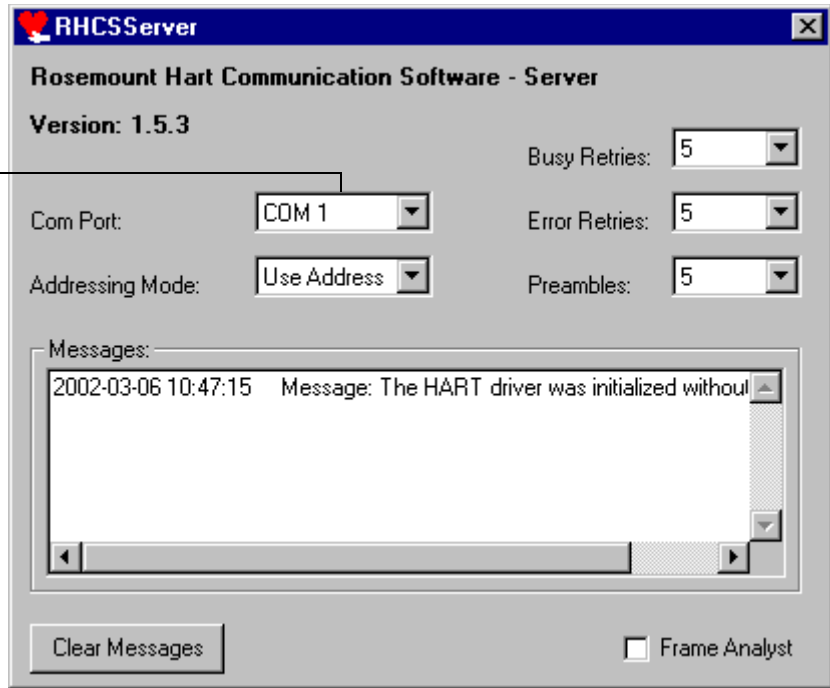 RHCSServer
Rosemount Hart Communication Software - Server
Version: 1.5.3
Busy Retries: 5
Com Port: COM 1
Error Retries: 5
Addressing Mode: Use Address
Preambles: 5
Messages:
2002-03-06 10:47:15 Message: The HART driver was initialized without
Clear Messages
Frame Analyst